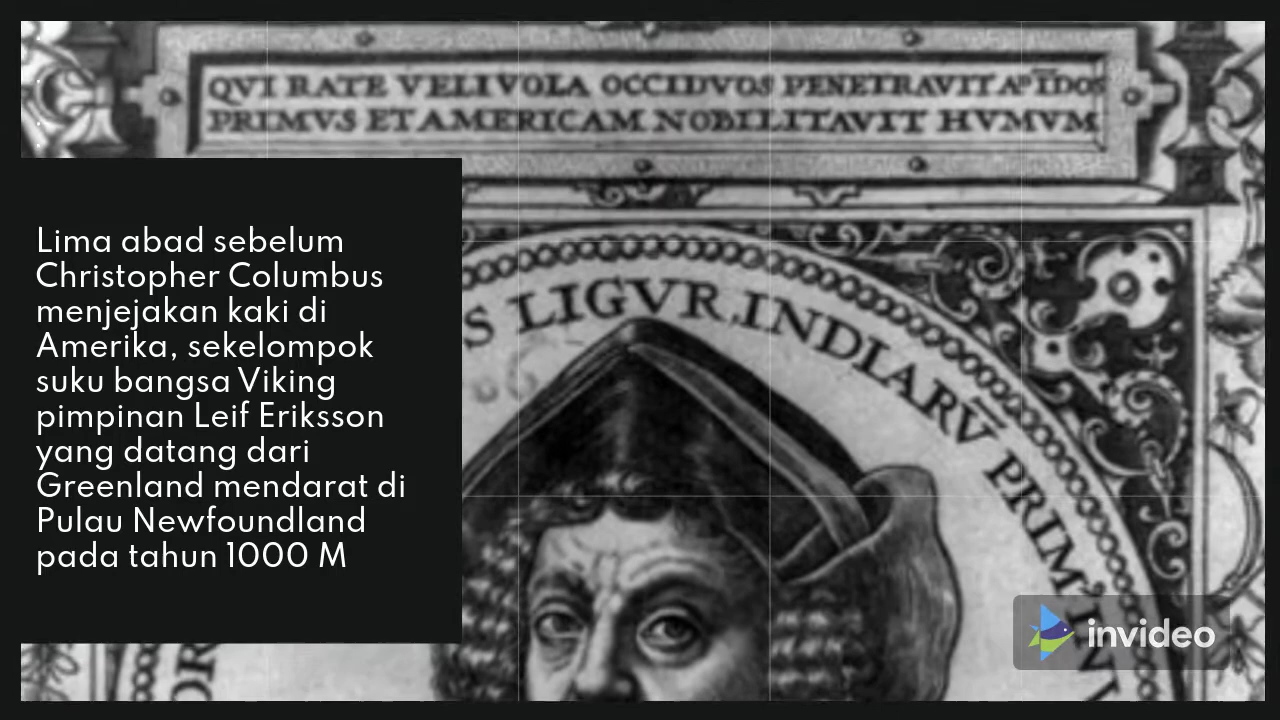 QVI RATE VELIVOLA OCCIDVOS PENETRAVIT AD IDOS
PRIMVS ET AMERICAM NOBILITAVIT HVMVM
Lima abad sebelum
Christopher Columbus
menjejakan kaki di
Amerika, sekelompok
suku bangsa Viking
pimpinan Leif Eriksson
yang datang dari
Greenland mendarat di
Pulau Newfoundland
pada tahun 1000 M
S LIGVR.INDIARV̅ PRIM
invideo